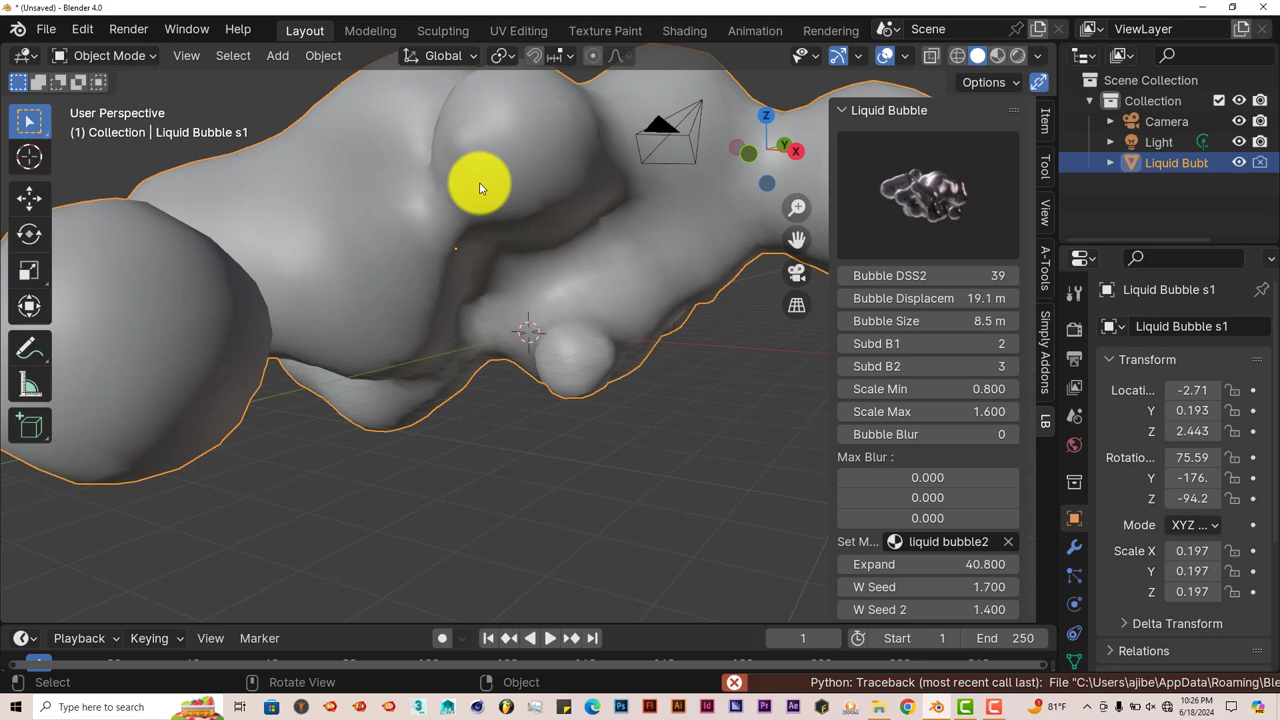 * (Unsaved) - Blender 4.0
File Edit Render Window Help Layout Modeling Sculpting UV Editing Texture Paint Shading Animation Rendering Scene ViewLayer
Object Mode View Select Add Object Global
Options
User Perspective
(1) Collection | Liquid Bubble s1
Z
Y
X
Liquid Bubble
Bubble DSS2 39
Bubble Displacem 19.1 m
Bubble Size 8.5 m
Subd B1 2
Subd B2 3
Scale Min 0.800
Scale Max 1.600
Bubble Blur 0
Max Blur :
0.000
0.000
0.000
Set M... liquid bubble2
Expand 40.800
W Seed 1.700
W Seed 2 1.400
Item
Tool
View
A-Tools
Simply Addons
LB
Scene Collection
Collection
Camera
Light
Liquid Bubt
Liquid Bubble s1
Liquid Bubble s1
Transform
Locati... -2.71
Y 0.193
Z 2.443
Rotatio... 75.59
Y -176.
Z -94.2
Mode XYZ ...
Scale X 0.197
Y 0.197
Z 0.197
Delta Transform
Relations
Playback Keying View Marker 1 Start 1 End 250
Select Rotate View Object Python: Traceback (most recent call last): File "C:\Users\ajibe\AppData\Roaming\Ble
Type here to search
81°F
10:26 PM
6/18/2024